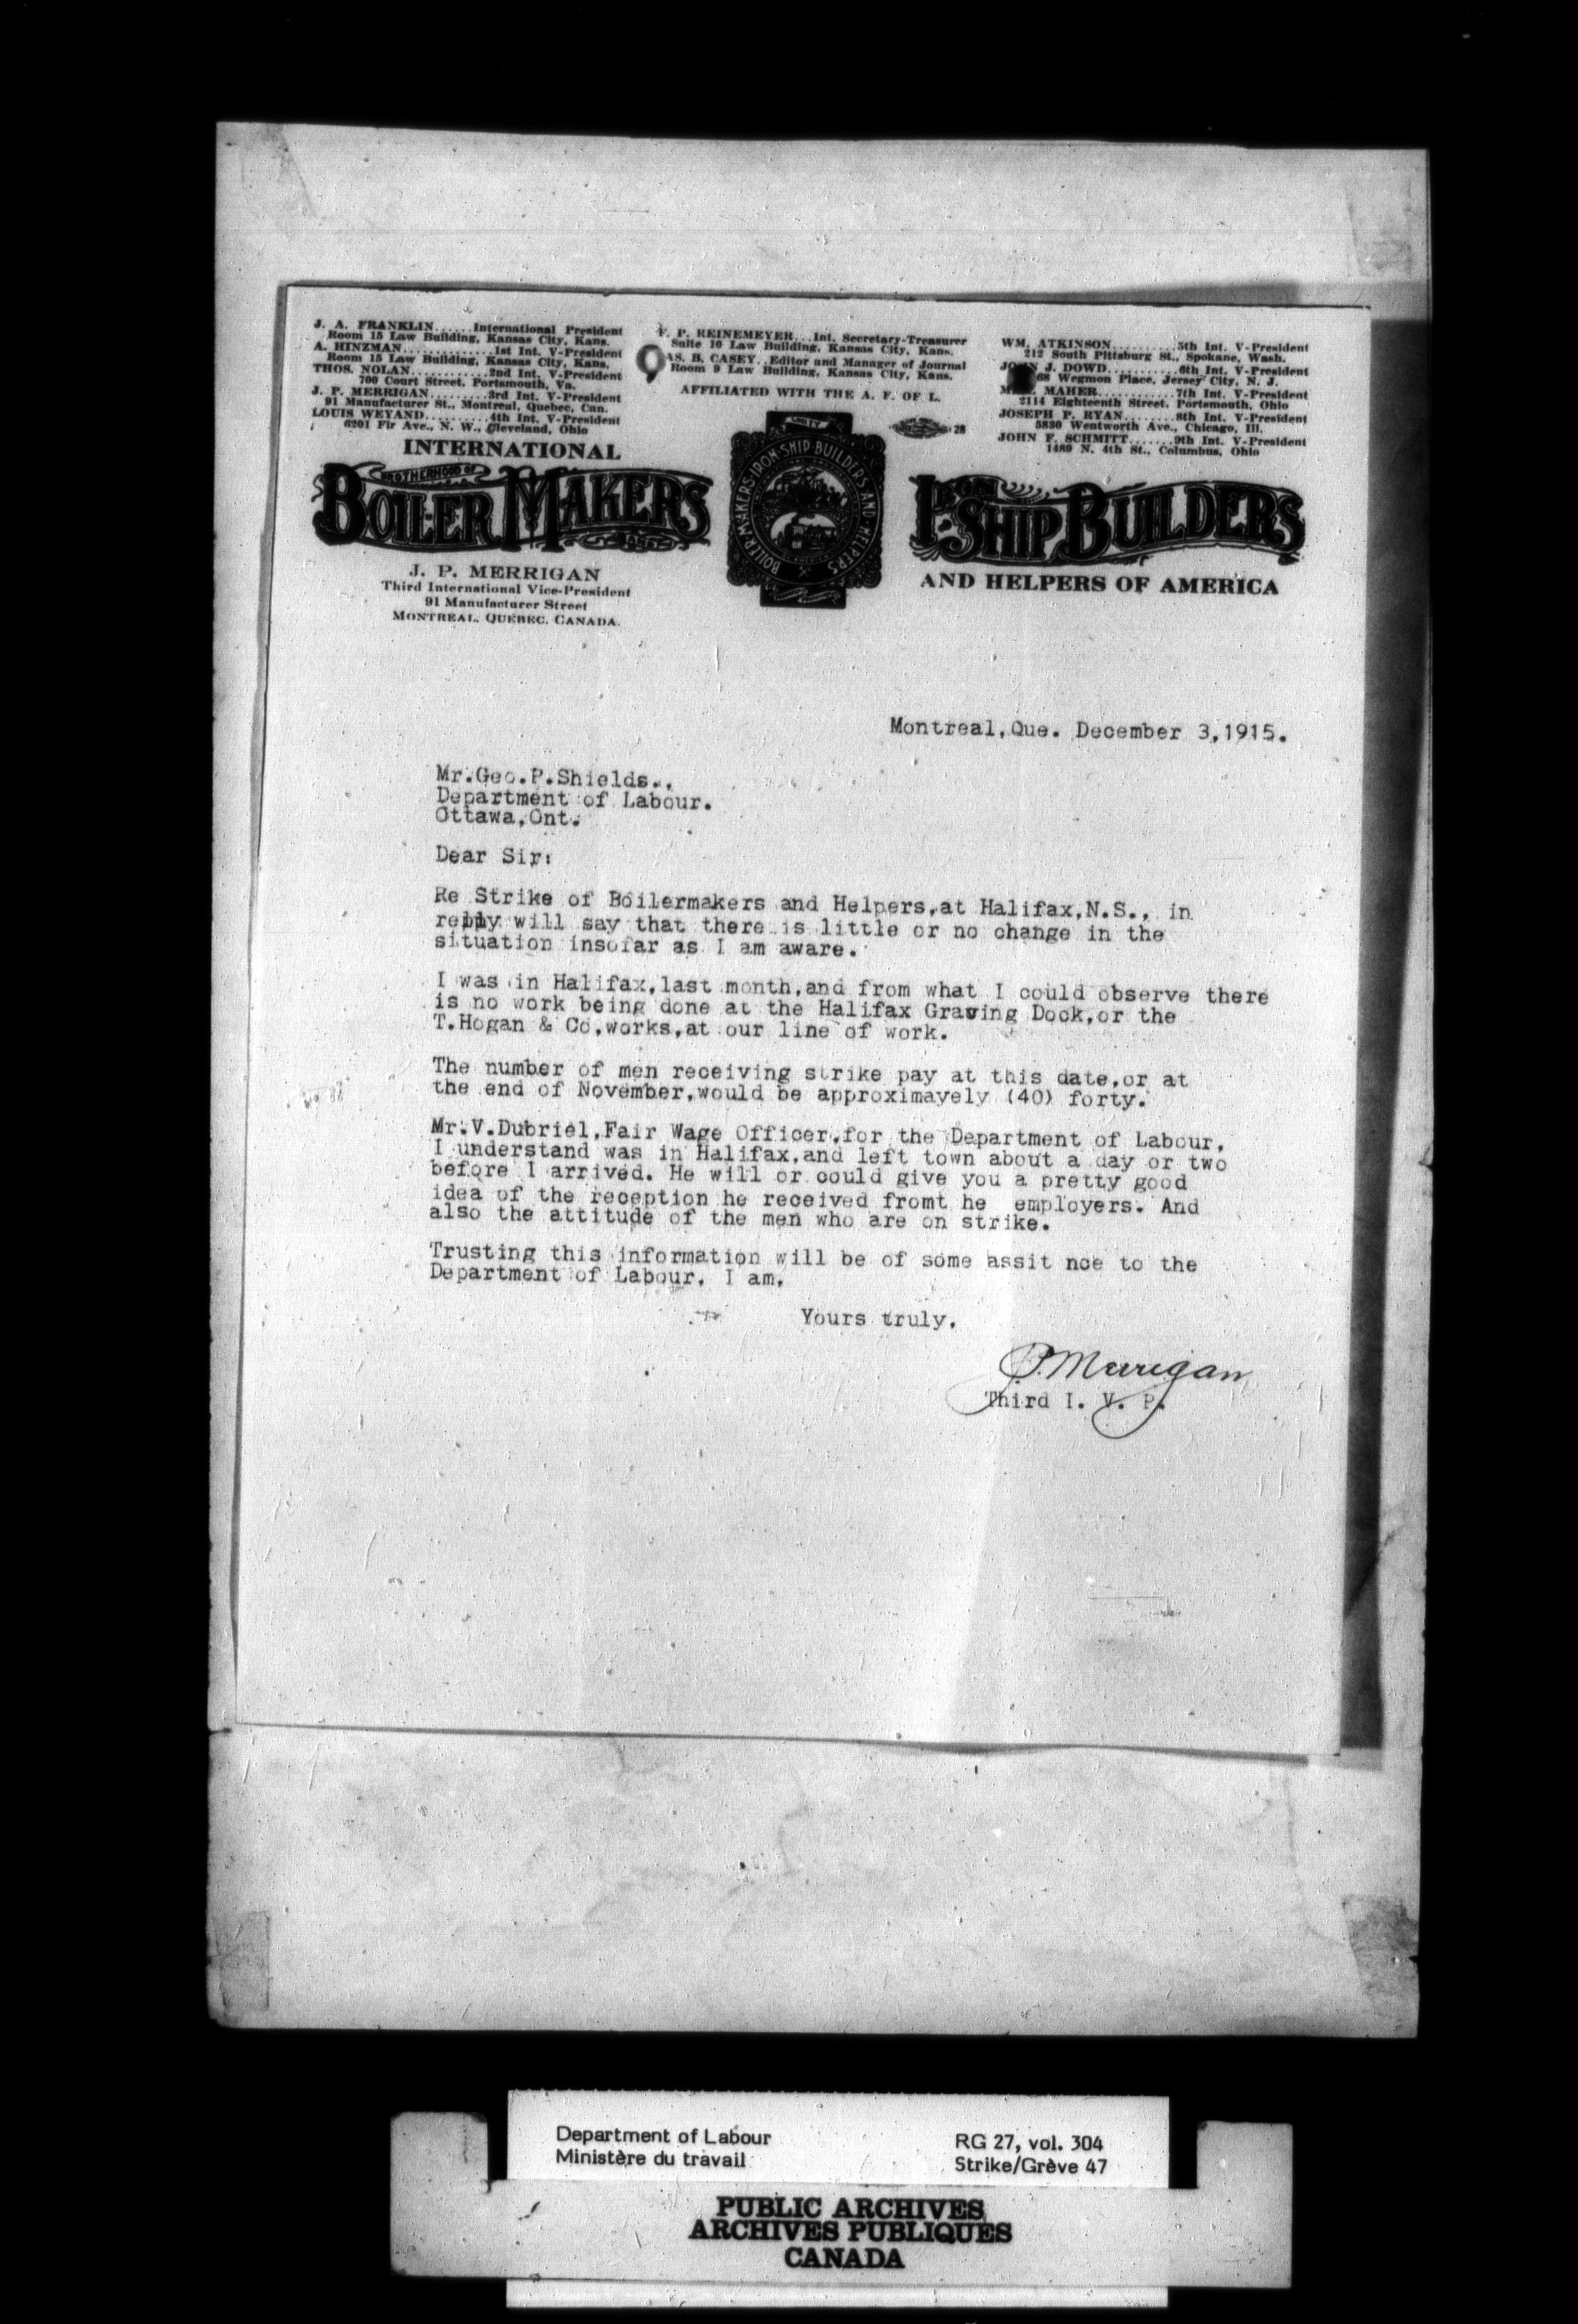 J. A. FRANKLIN......International President
Room 15 Law Building, Kansas City, Kans.
A. HINZMAN..............1st Int. V-President
Room 15 Law Building, Kansas City, Kans.
THOS. NOLAN............2nd Int. V-President
700 Court Street, Portsmouth, Va.
J. P. MERRIGAN.........3rd Int. V-President
91 Manufacturer St., Montreal, Quebec, Can.
LOUIS WEYAND.........4th Int. V-President
6201 Fir Ave., N. W., Cleveland, Ohio
F. P. REINEMEYER...Int. Secretary-Treasurer
Suite 10 Law Building, Kansas City, Kans.
AS. B. CASEY..Editor and Manager of Journal
Room 9 Law Building, Kansas City, Kans.
AFFILIATED WITH THE A. F. OF L.
28
WM. ATKINSON..........5th Int. V-President
212 South Pittsburg St., Spokane, Wash.
JOHN J. DOWD...........6th Int. V-President
68 Wegmon Place, Jersey City, N. J.
MAHER............7th Int. V-President
2114 Eighteenth Street, Portsmouth, Ohio
JOSEPH P. RYAN........8th Int. V-President
5830 Wentworth Ave., Chicago, Ill.
JOHN F. SCHMITT.......9th Int. V-President
1489 N. 4th St., Columbus, Ohio
INTERNATIONAL
BROTHERHOOD OF
BOILER MAKERS
UNITY
BOILER-MAKERS-IRON-SHIP-BUILDERS-AND-HELPERS
IRON SHIP BUILDERS
AND HELPERS OF AMERICA
J. P. MERRIGAN
Third International Vice-President
91 Manufacturer Street
MONTREAL, QUEBEC, CANADA.
Montreal,Que. December 3,1915.
Mr.Geo.P.Shields.,
Department of Labour.
Ottawa,Ont.
Dear Sir:
Re Strike of Boilermakers and Helpers,at Halifax,N.S., in
reply will say that there is little or no change in the
situation insofar as I am aware.
I was in Halifax,last month,and from what I could observe there
is no work being done at the Halifax Graving Dock,or the
T.Hogan & Co,works,at our line of work.
The number of men receiving strike pay at this date,or at
the end of November,would be approximayely (40) forty.
Mr.V.Dubriel,Fair Wage Officer,for the Department of Labour,
I understand was in Halifax,and left town about a day or two
before I arrived. He will or could give you a pretty good
idea of the reception he received fromt he  employers. And
also the attitude of the men who are on strike.
Trusting this information will be of some assit nce to the
Department of Labour, I am,
Yours truly,
J.P. Merrigan
Third I. V. P.
Department of Labour
Ministère du travail
RG 27, vol. 304
Strike/Grève 47
PUBLIC ARCHIVES
ARCHIVES PUBLIQUES
CANADA